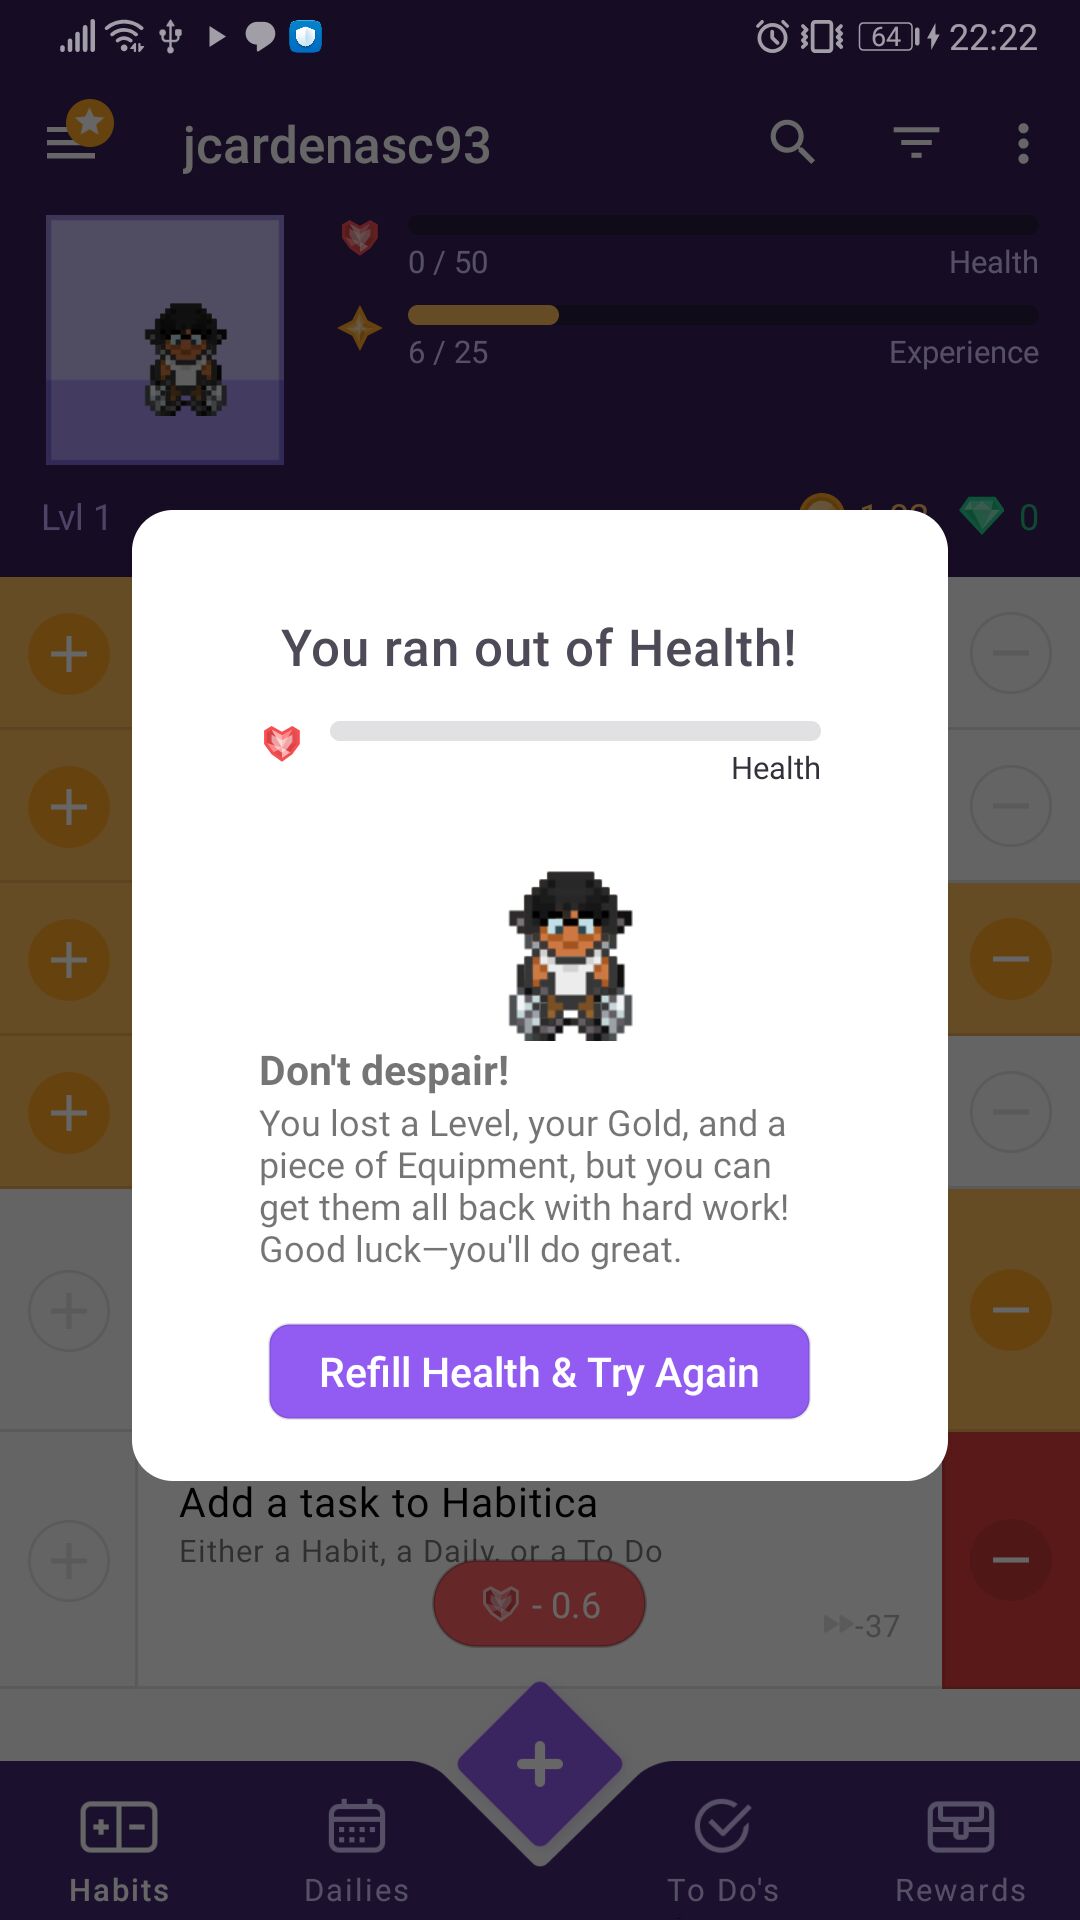 64 22:22
jcardenasc93
0 / 50 Health
6 / 25 Experience
Lvl 1
0
You ran out of Health!
Health
Don't despair!
You lost a Level, your Gold, and a
piece of Equipment, but you can
get them all back with hard work!
Good luck—you'll do great.
Refill Health & Try Again
Add a task to Habitica
Either a Habit, a Daily, or a To Do
- 0.6
-37
Habits Dailies To Do's Rewards